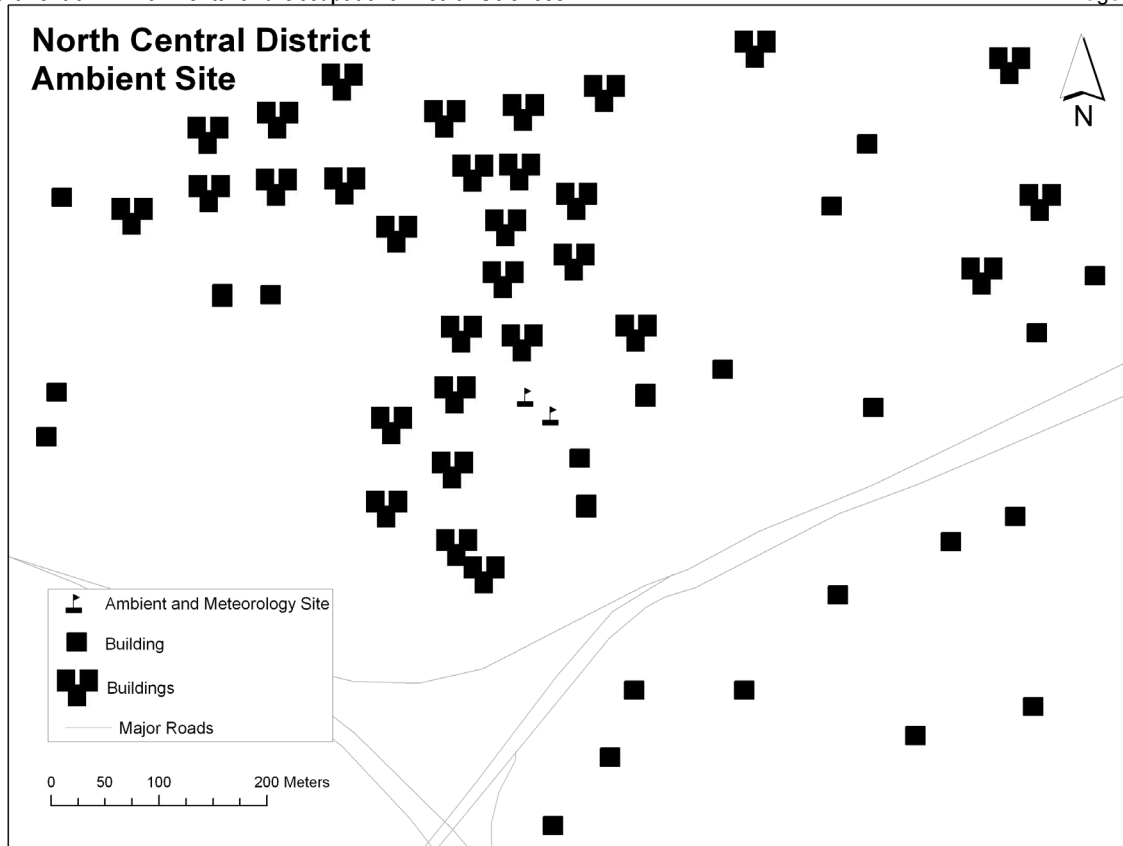 North Central District
Ambient Site
N
Ambient and Meteorology Site
Building
Buildings
Major Roads
0 50 100 200 Meters